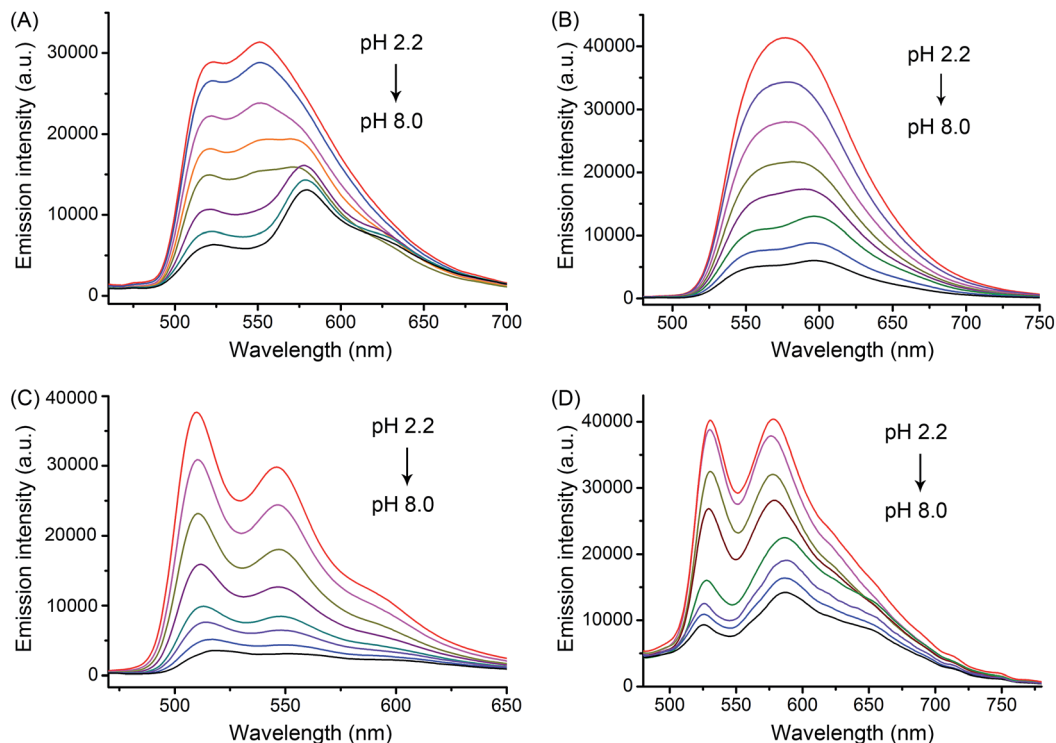 (A)
pH 2.2
pH 8.0
30000
20000
10000
0
500 550 600 650 700
Emission intensity (a.u.)
Wavelength (nm)
(B)
pH 2.2
pH 8.0
40000
30000
20000
10000
0
500 550 600 650 700 750
Emission intensity (a.u.)
Wavelength (nm)
(C)
pH 2.2
pH 8.0
40000
30000
20000
10000
0
500 550 600 650
Emission intensity (a.u.)
Wavelength (nm)
(D)
pH 2.2
pH 8.0
40000
30000
20000
10000
0
500 550 600 650 700 750
Emission intensity (a.u.)
Wavelength (nm)